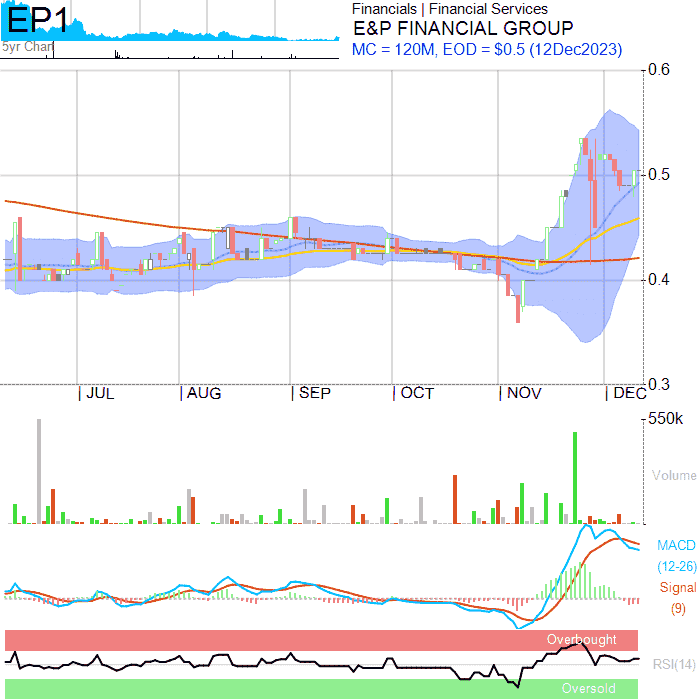 EP1
5yr Chart
Financials | Financial Services
E&P FINANCIAL GROUP
MC = 120M, EOD = $0.5 (12Dec2023)
0.6
0.5
0.4
0.3
JUL AUG SEP OCT NOV DEC
550k
Volume
MACD
(12-26)
Signal
(9)
Overbought
RSI(14)
Oversold